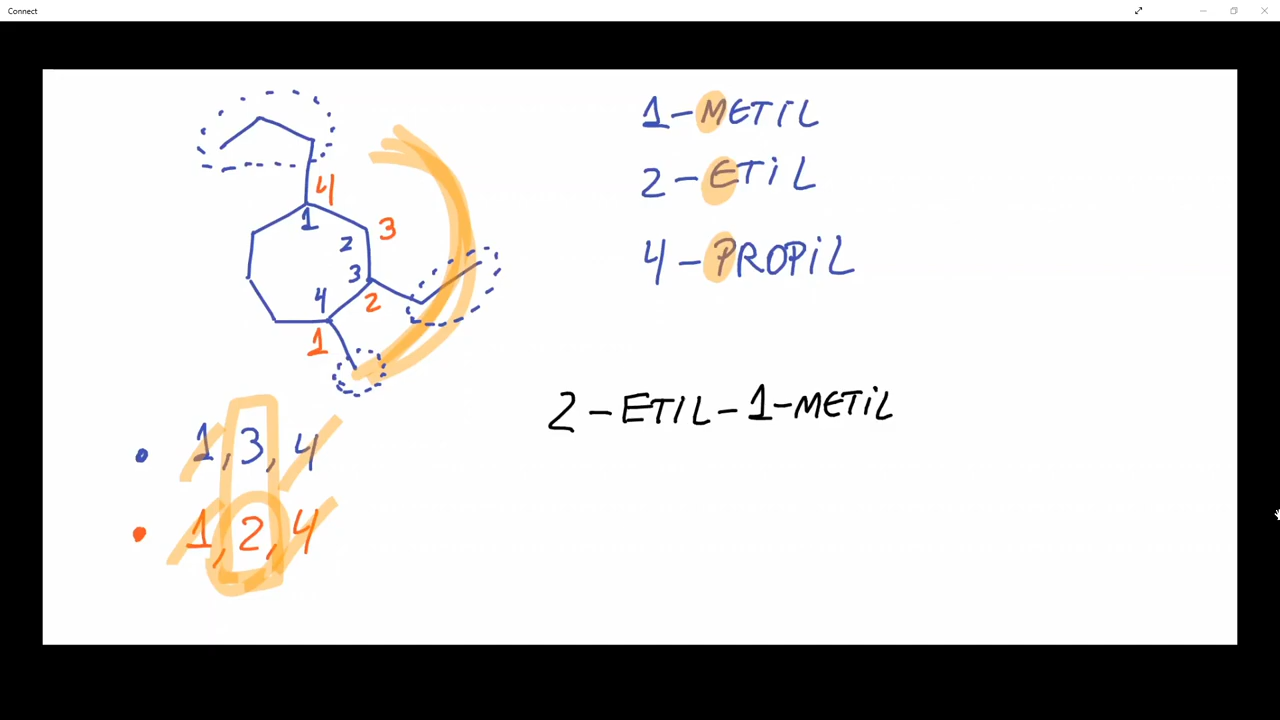 Connect
4
1
3
2
3
4
2
1
1-METIL
2-ETIL
4-PROPIL
2-ETIL-1-METIL
• 1,3,4
• 1,2,4